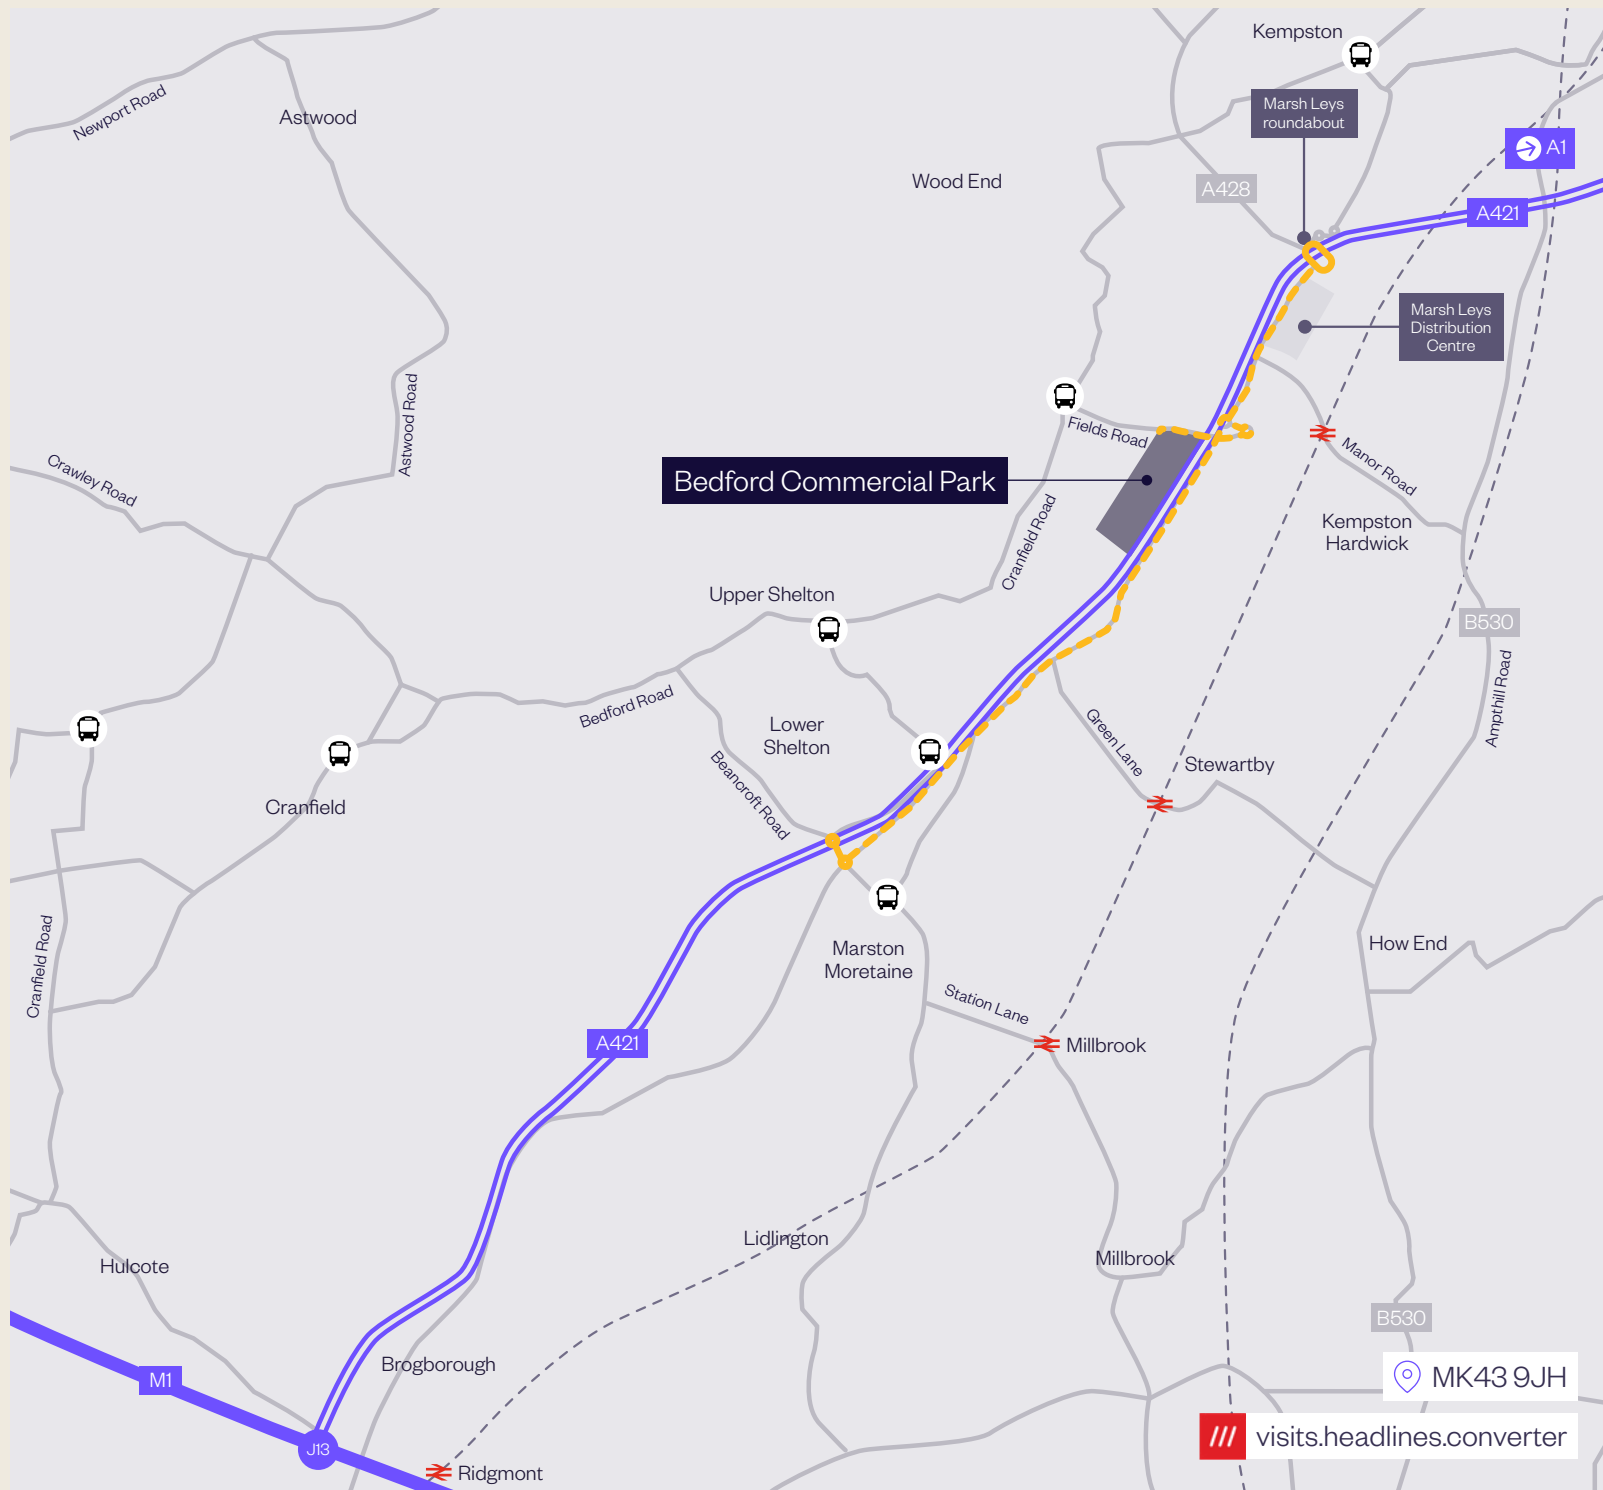 Kempston
Marsh Leys
roundabout
Newport Road
Astwood
A1
Wood End
A428
A421
Marsh Leys
Distribution
Centre
Astwood Road
Fields Road
Manor Road
Crawley Road
Bedford Commercial Park
Cranfield Road
Kempston
Hardwick
Upper Shelton
B530
Ampthill Road
Bedford Road
Lower
Shelton
Green Lane
Stewartby
Beancroft Road
Cranfield
Cranfield Road
Marston
Moretaine
How End
Station Lane
A421
Millbrook
Lidlington
Millbrook
Hulcote
B530
Brogborough
M1
MK43 9JH
J13
visits.headlines.converter
Ridgmont